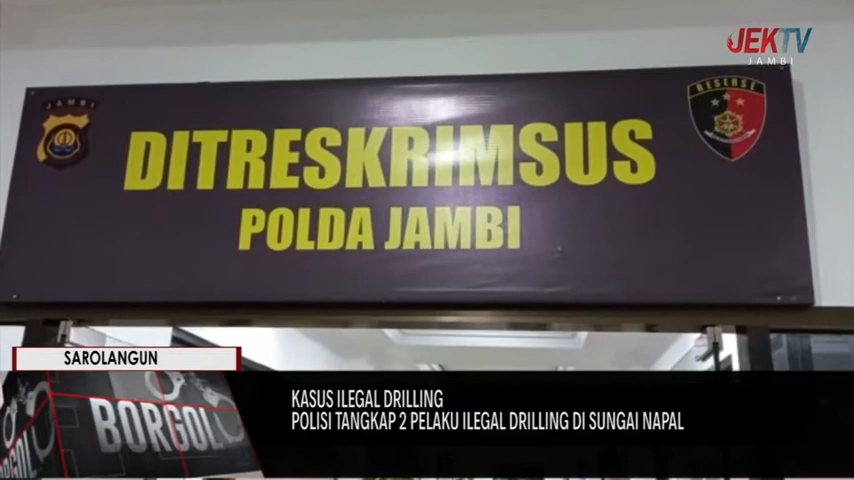 JEKTV
JAMBI
JAMBI
RESERSE
DITRESKRIMSUS
POLDA JAMBI
SAROLANGUN
BORGOL
BORGOL
KASUS ILEGAL DRILLING
POLISI TANGKAP 2 PELAKU ILEGAL DRILLING DI SUNGAI NAPAL